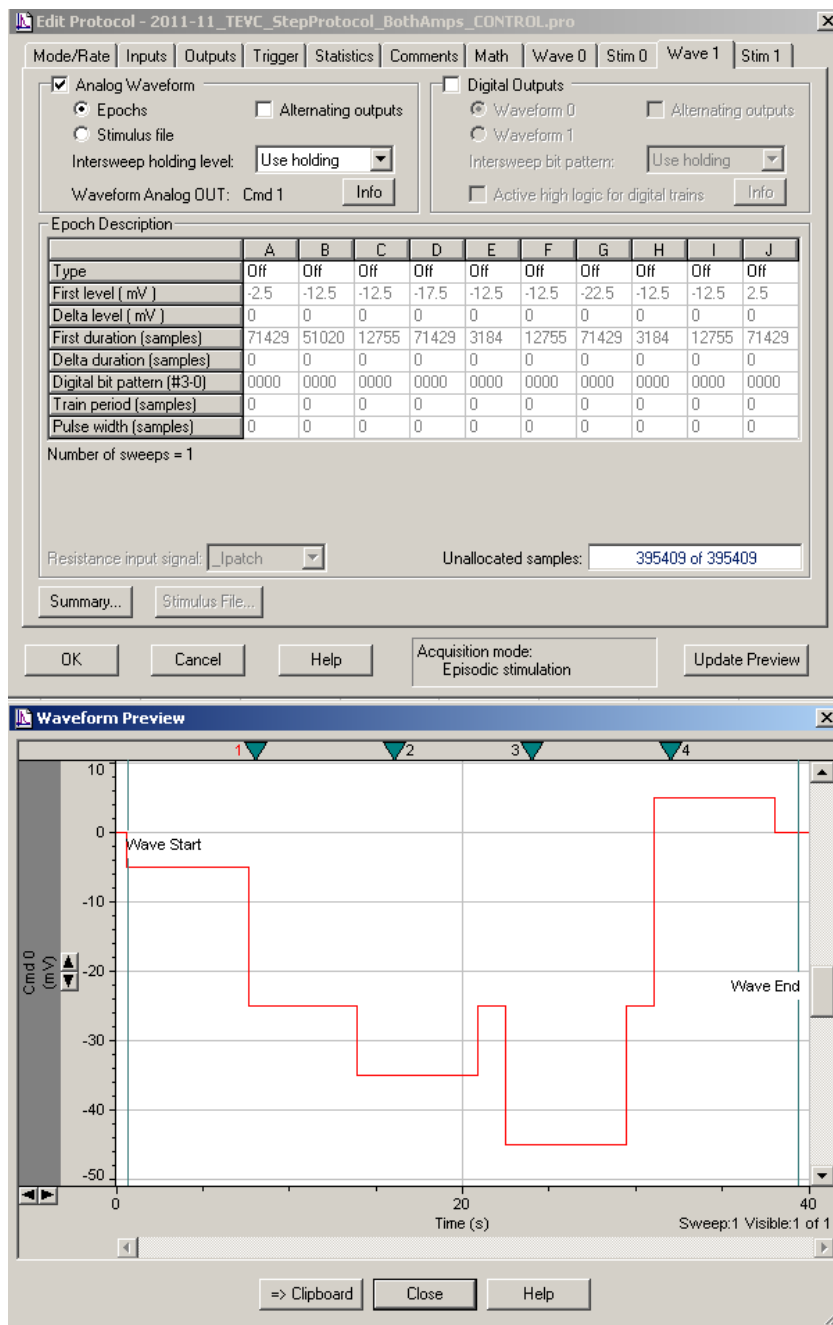 Edit Protocol - 2011-11_TEVC_StepProtocol_BothAmps_CONTROL.pro
Mode/Rate Inputs Outputs Trigger Statistics Comments Math Wave 0 Stim 0 Wave 1 Stim 1
Analog Waveform
Epochs Alternating outputs
Stimulus file
Intersweep holding level: Use holding
Waveform Analog OUT: Cmd 1 Info
Digital Outputs
Waveform 0 Alternating outputs
Waveform 1
Intersweep bit pattern: Use holding
Active high logic for digital trains Info
Epoch Description
A B C D E F G H I J
Type Off Off Off Off Off Off Off Off Off Off
First level ( mV ) -2.5 -12.5 -12.5 -17.5 -12.5 -12.5 -22.5 -12.5 -12.5 2.5
Delta level ( mV ) 0 0 0 0 0 0 0 0 0 0
First duration (samples) 71429 51020 12755 71429 3184 12755 71429 3184 12755 71429
Delta duration (samples) 0 0 0 0 0 0 0 0 0 0
Digital bit pattern (#3-0) 0000 0000 0000 0000 0000 0000 0000 0000 0000 0000
Train period (samples) 0 0 0 0 0 0 0 0 0 0
Pulse width (samples) 0 0 0 0 0 0 0 0 0 0
Number of sweeps = 1
Resistance input signal: _Ipatch Unallocated samples: 395409 of 395409
Summary... Stimulus File...
OK Cancel Help Acquisition mode: Update Preview
Episodic stimulation
Waveform Preview
1 2 3 4
10
0
Wave Start
-10
-20
Cmd 0
(mV)
Wave End
-30
-40
-50
0 20 40
Time (s) Sweep:1 Visible:1 of 1
=> Clipboard Close Help